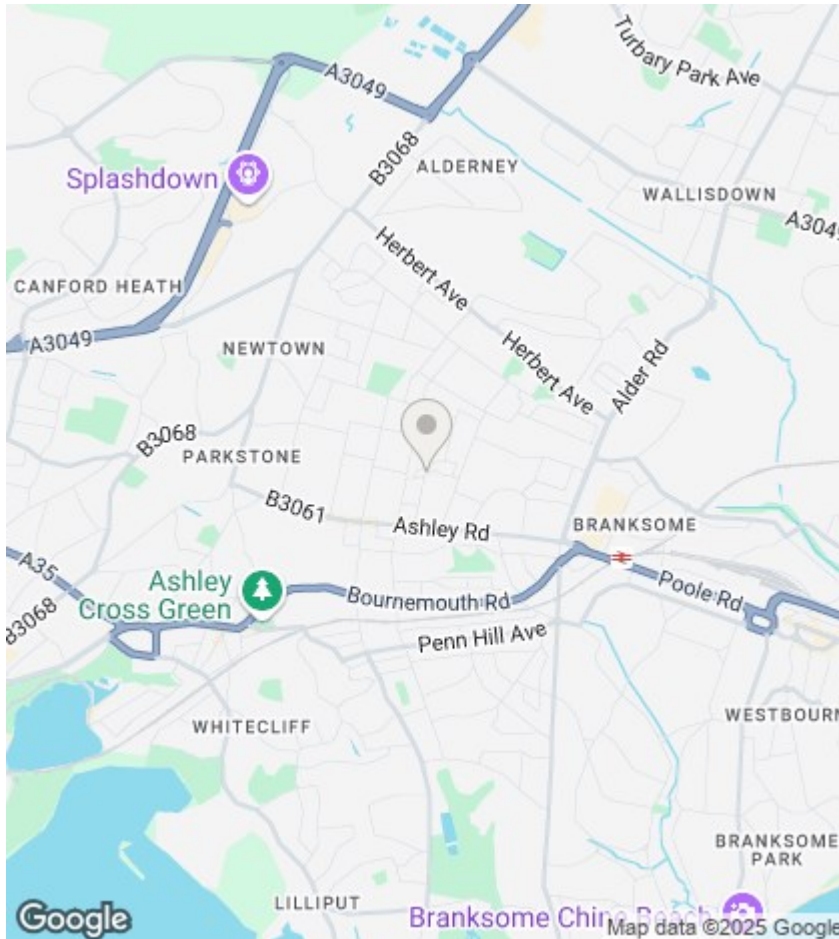 Turbary Park Ave
A3049
B3068
ALDERNEY
Splashdown
WALLISDOWN
A3049
Herbert Ave
CANFORD HEATH
A3049
NEWTOWN
Herbert Ave
Alder Rd
B3068
PARKSTONE
B3061
Ashley Rd
BRANKSOME
A35
Ashley
Cross Green
Bournemouth Rd
Poole Rd
B3068
Penn Hill Ave
WHITECLIFF
WESTBOURN
BRANKSOME
PARK
LILLIPUT
Google
Branksome Chine Beach
Map data ©2025 Google